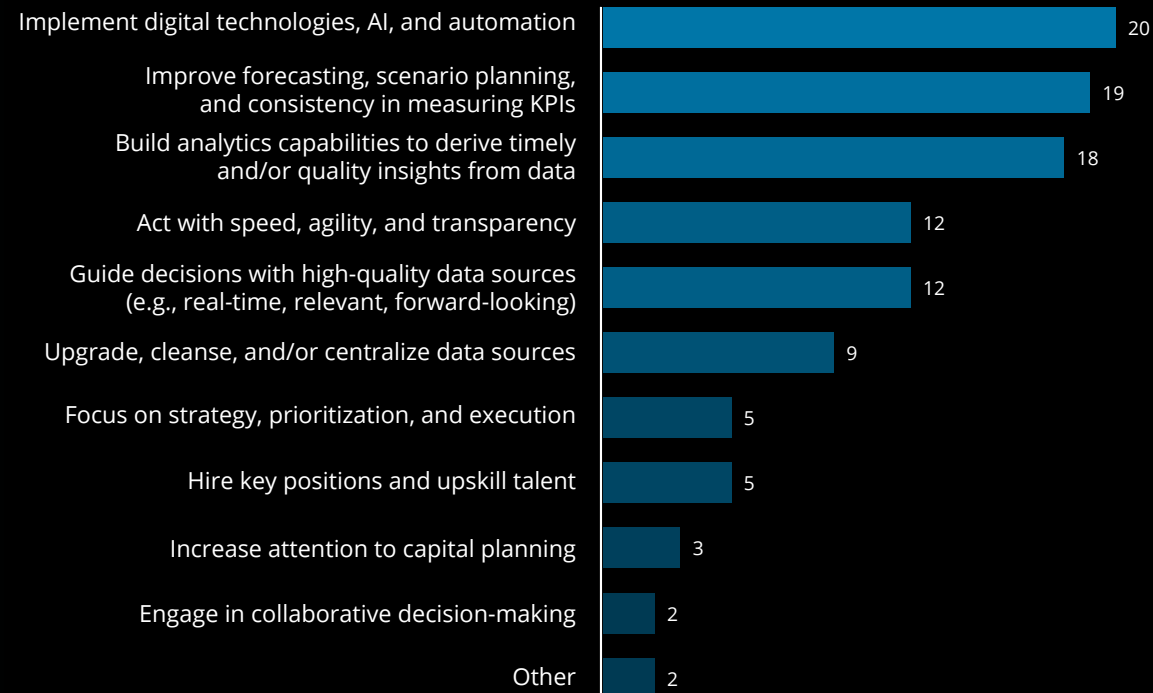 Implement digital technologies, AI, and automation
20
Improve forecasting, scenario planning,
and consistency in measuring KPIs
19
Build analytics capabilities to derive timely
and/or quality insights from data
18
Act with speed, agility, and transparency
12
Guide decisions with high-quality data sources
(e.g., real-time, relevant, forward-looking)
12
Upgrade, cleanse, and/or centralize data sources
9
Focus on strategy, prioritization, and execution
5
Hire key positions and upskill talent
5
Increase attention to capital planning
3
Engage in collaborative decision-making
2
Other
2